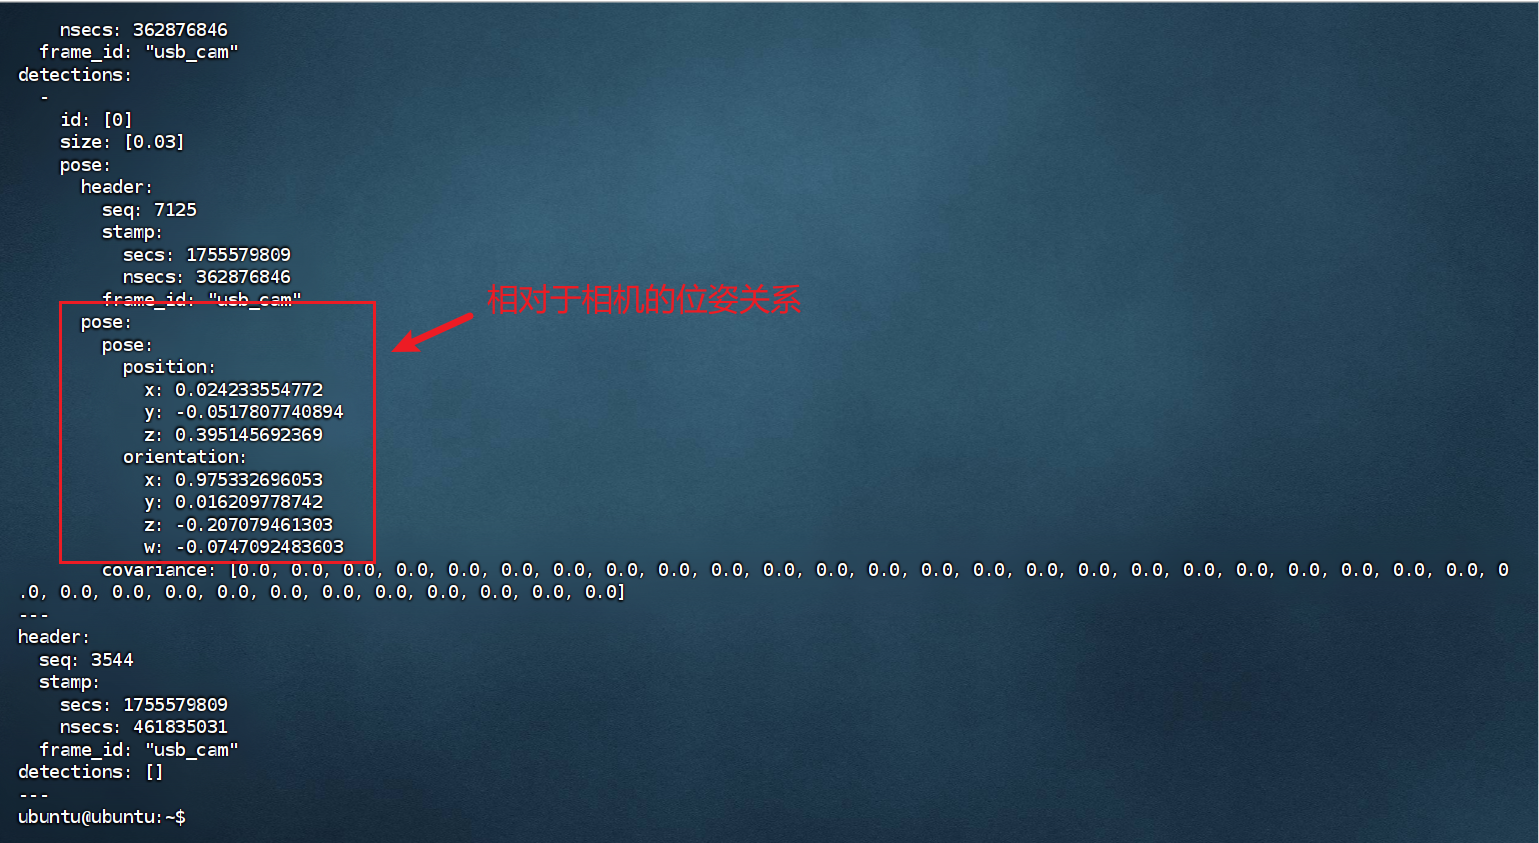 nsecs: 362876846
frame_id: "usb_cam"
detections:
-
id: [0]
size: [0.03]
pose:
header:
seq: 7125
stamp:
secs: 1755579809
nsecs: 362876846
frame_id: "usb_cam"
相对于相机的位姿关系
pose:
pose:
position:
x: 0.024233554772
y: -0.0517807740894
z: 0.395145692369
orientation:
x: 0.975332696053
y: 0.016209778742
z: -0.207079461303
w: -0.0747092483603
covariance: [0.0, 0.0, 0.0, 0.0, 0.0, 0.0, 0.0, 0.0, 0.0, 0.0, 0.0, 0.0, 0.0, 0.0, 0.0, 0.0, 0.0, 0.0, 0.0, 0.0, 0.0, 0.0, 0.0, 0.0, 0
.0, 0.0, 0.0, 0.0, 0.0, 0.0, 0.0, 0.0, 0.0, 0.0, 0.0, 0.0]
---
header:
seq: 3544
stamp:
secs: 1755579809
nsecs: 461835031
frame_id: "usb_cam"
detections: []
---
ubuntu@ubuntu:~$